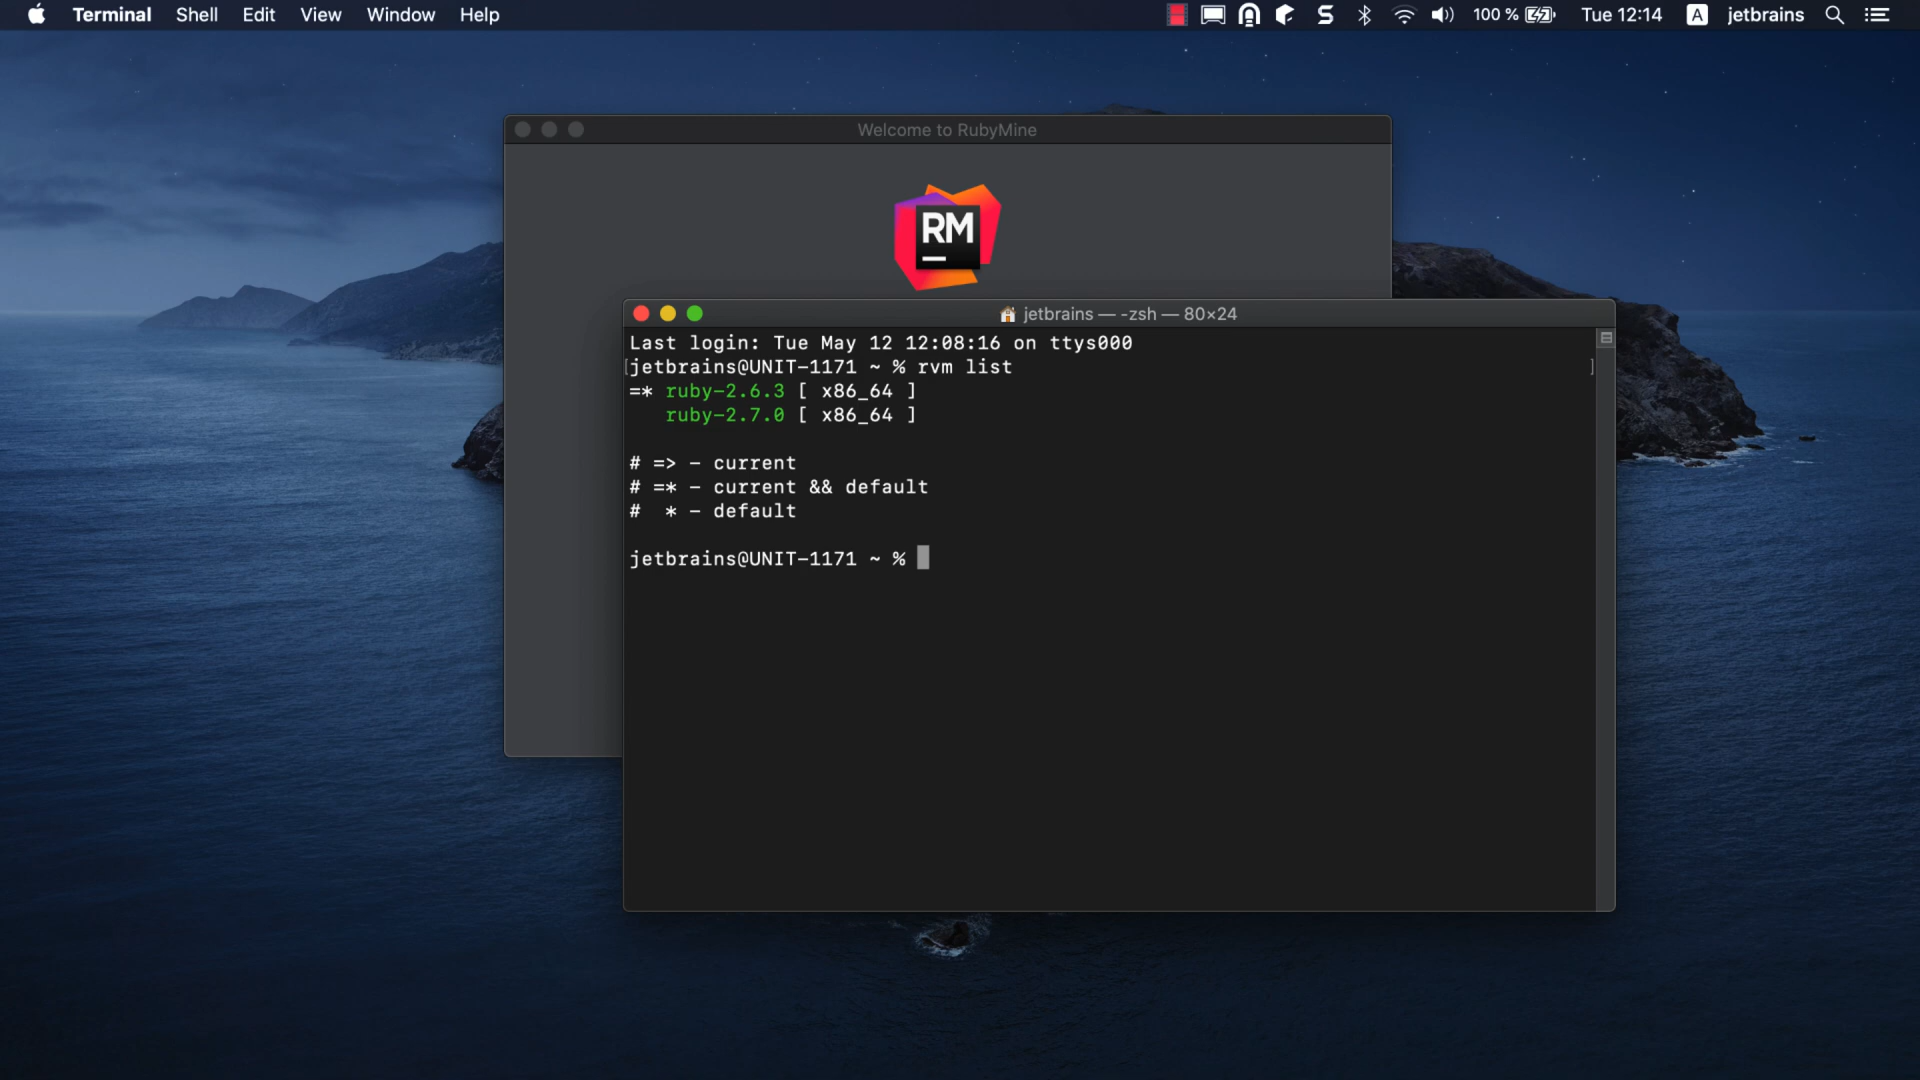 Terminal Shell Edit View Window Help 100 % Tue 12:14 A jetbrains
Welcome to RubyMine
RM
jetbrains — -zsh — 80×24
Last login: Tue May 12 12:08:16 on ttys000
[jetbrains@UNIT-1171 ~ % rvm list ]
=* ruby-2.6.3 [ x86_64 ]
ruby-2.7.0 [ x86_64 ]
# => - current
# =* - current && default
#  * - default
jetbrains@UNIT-1171 ~ %